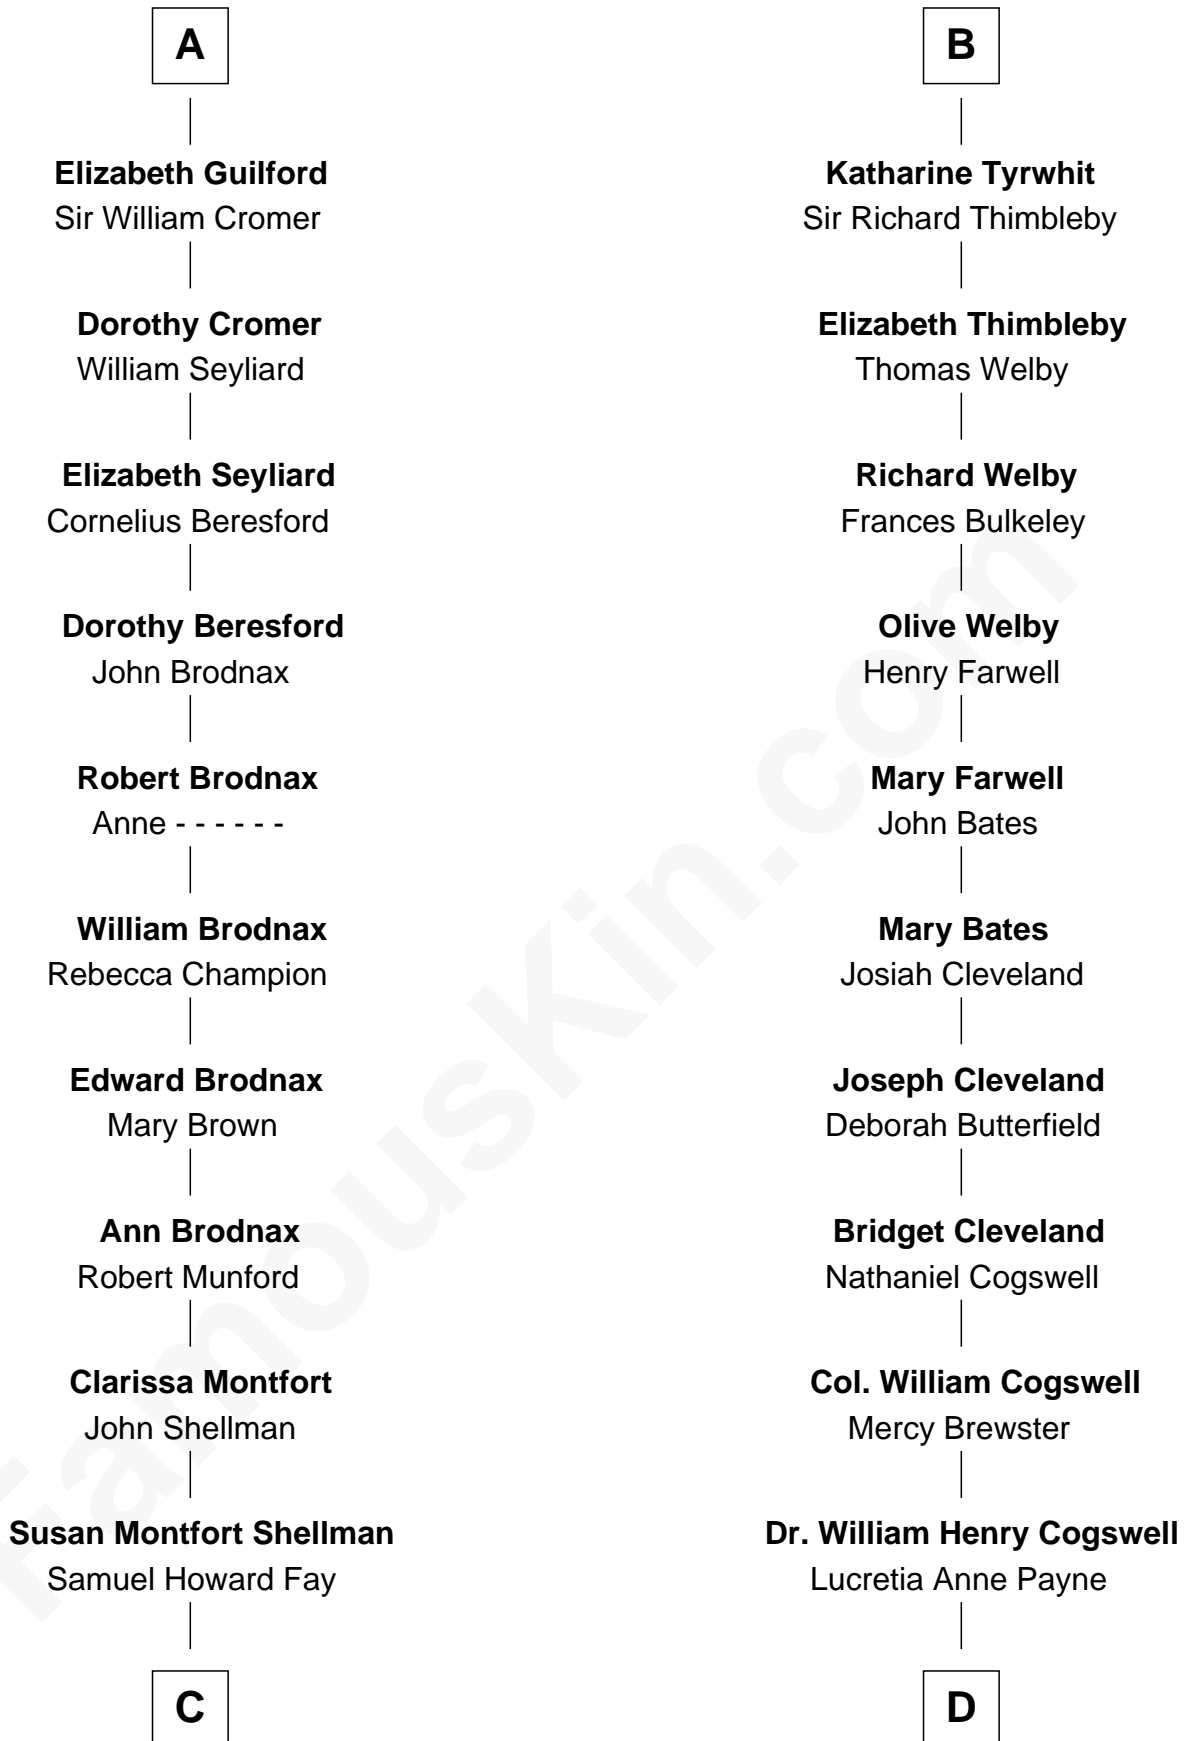 A
Elizabeth Guilford
Sir William Cromer
Dorothy Cromer
William Seyliard
Elizabeth Seyliard
Cornelius Beresford
Dorothy Beresford
John Brodnax
Robert Brodnax
Anne - - - - - -
William Brodnax
Rebecca Champion
Edward Brodnax
Mary Brown
Ann Brodnax
Robert Munford
Clarissa Montfort
John Shellman
Susan Montfort Shellman
Samuel Howard Fay
C
B
Katharine Tyrwhit
Sir Richard Thimbleby
Elizabeth Thimbleby
Thomas Welby
Richard Welby
Frances Bulkeley
Olive Welby
Henry Farwell
Mary Farwell
John Bates
Mary Bates
Josiah Cleveland
Joseph Cleveland
Deborah Butterfield
Bridget Cleveland
Nathaniel Cogswell
Col. William Cogswell
Mercy Brewster
Dr. William Henry Cogswell
Lucretia Anne Payne
D
FamousKin.com